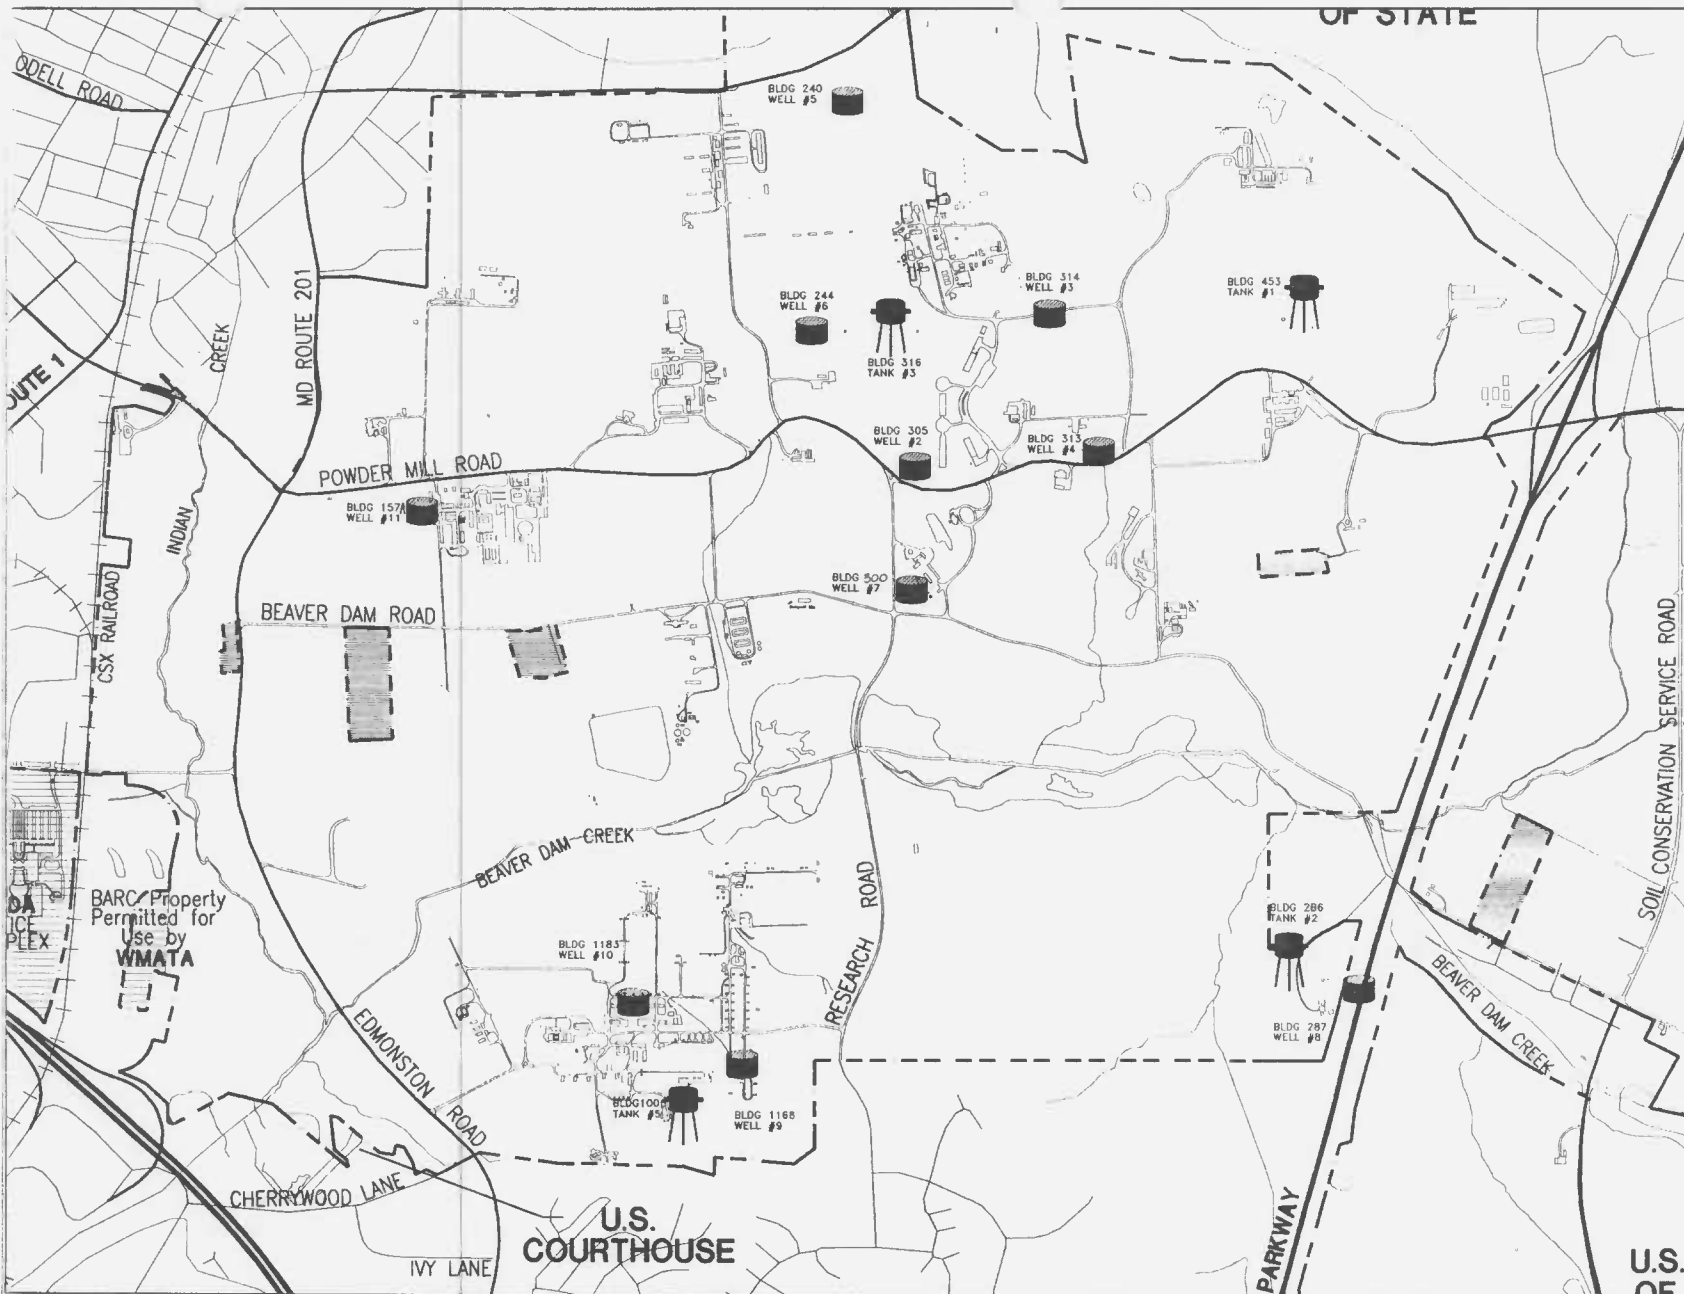 OF STATE
ODELL ROAD
BLDG 240
WELL #5
MD ROUTE 201
CREEK
BLDG 244
WELL #6
BLDG 314
WELL #3
BLDG 453
TANK #1
BLDG 316
TANK #3
BLDG 305
WELL #2
BLDG 313
WELL #4
POWDER MILL ROAD
BLDG 157A
WELL #11
INDIAN
BLDG 500
WELL #7
BEAVER DAM ROAD
CSX RAILROAD
SOIL CONSERVATION SERVICE ROAD
BEAVER DAM CREEK
RESEARCH ROAD
BARC Property
Permitted for
Use by
WMATA
ICE
PLEX
BLDG 286
TANK #2
BLDG 1183
WELL #10
BEAVER DAM CREEK
BLDG 287
WELL #8
EDMONSTON ROAD
TANK #5
BLDG 1168
WELL #9
CHERRYWOOD LANE
U.S.
COURTHOUSE
IVY LANE
PARKWAY
U.S.